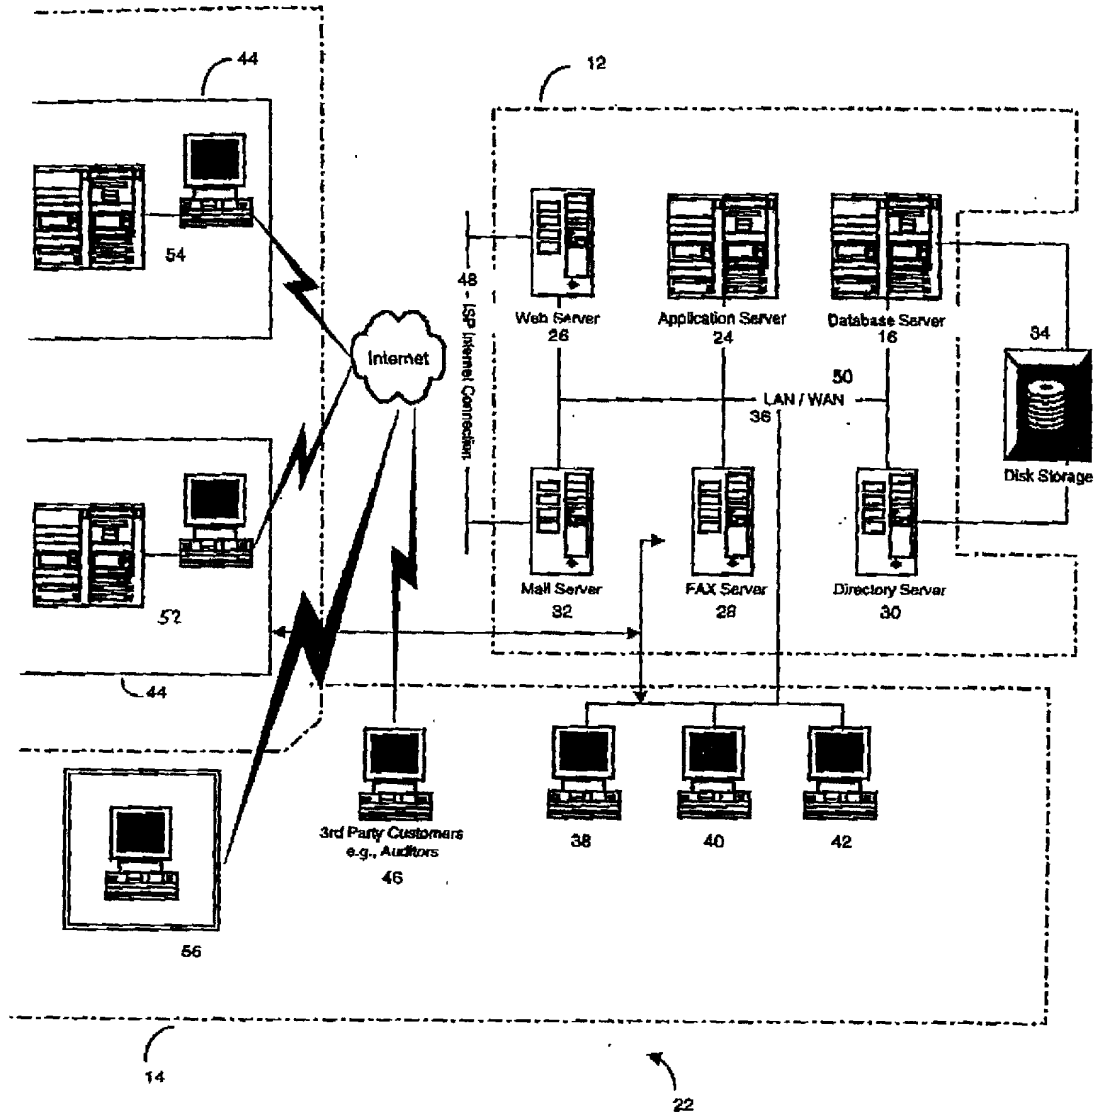 44
12
54
48 - ISP Internet Connection
Web Server
26
Application Server
24
Database Server
16
34
Internet
50
LAN / WAN
36
Disk Storage
52
Mail Server
32
FAX Server
28
Directory Server
30
44
3rd Party Customers
e.g., Auditors
46
38
40
42
56
14
22